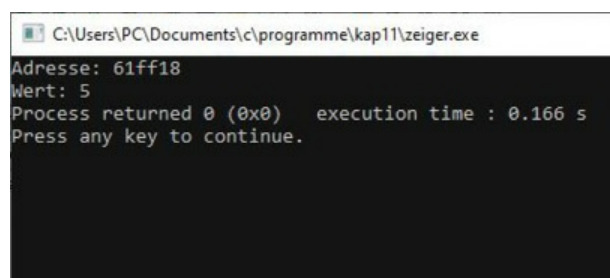 C:\Users\PC\Documents\c\programme\kap11\zeiger.exe
Adresse: 61ff18
Wert: 5
Process returned 0 (0x0)   execution time : 0.166 s
Press any key to continue.